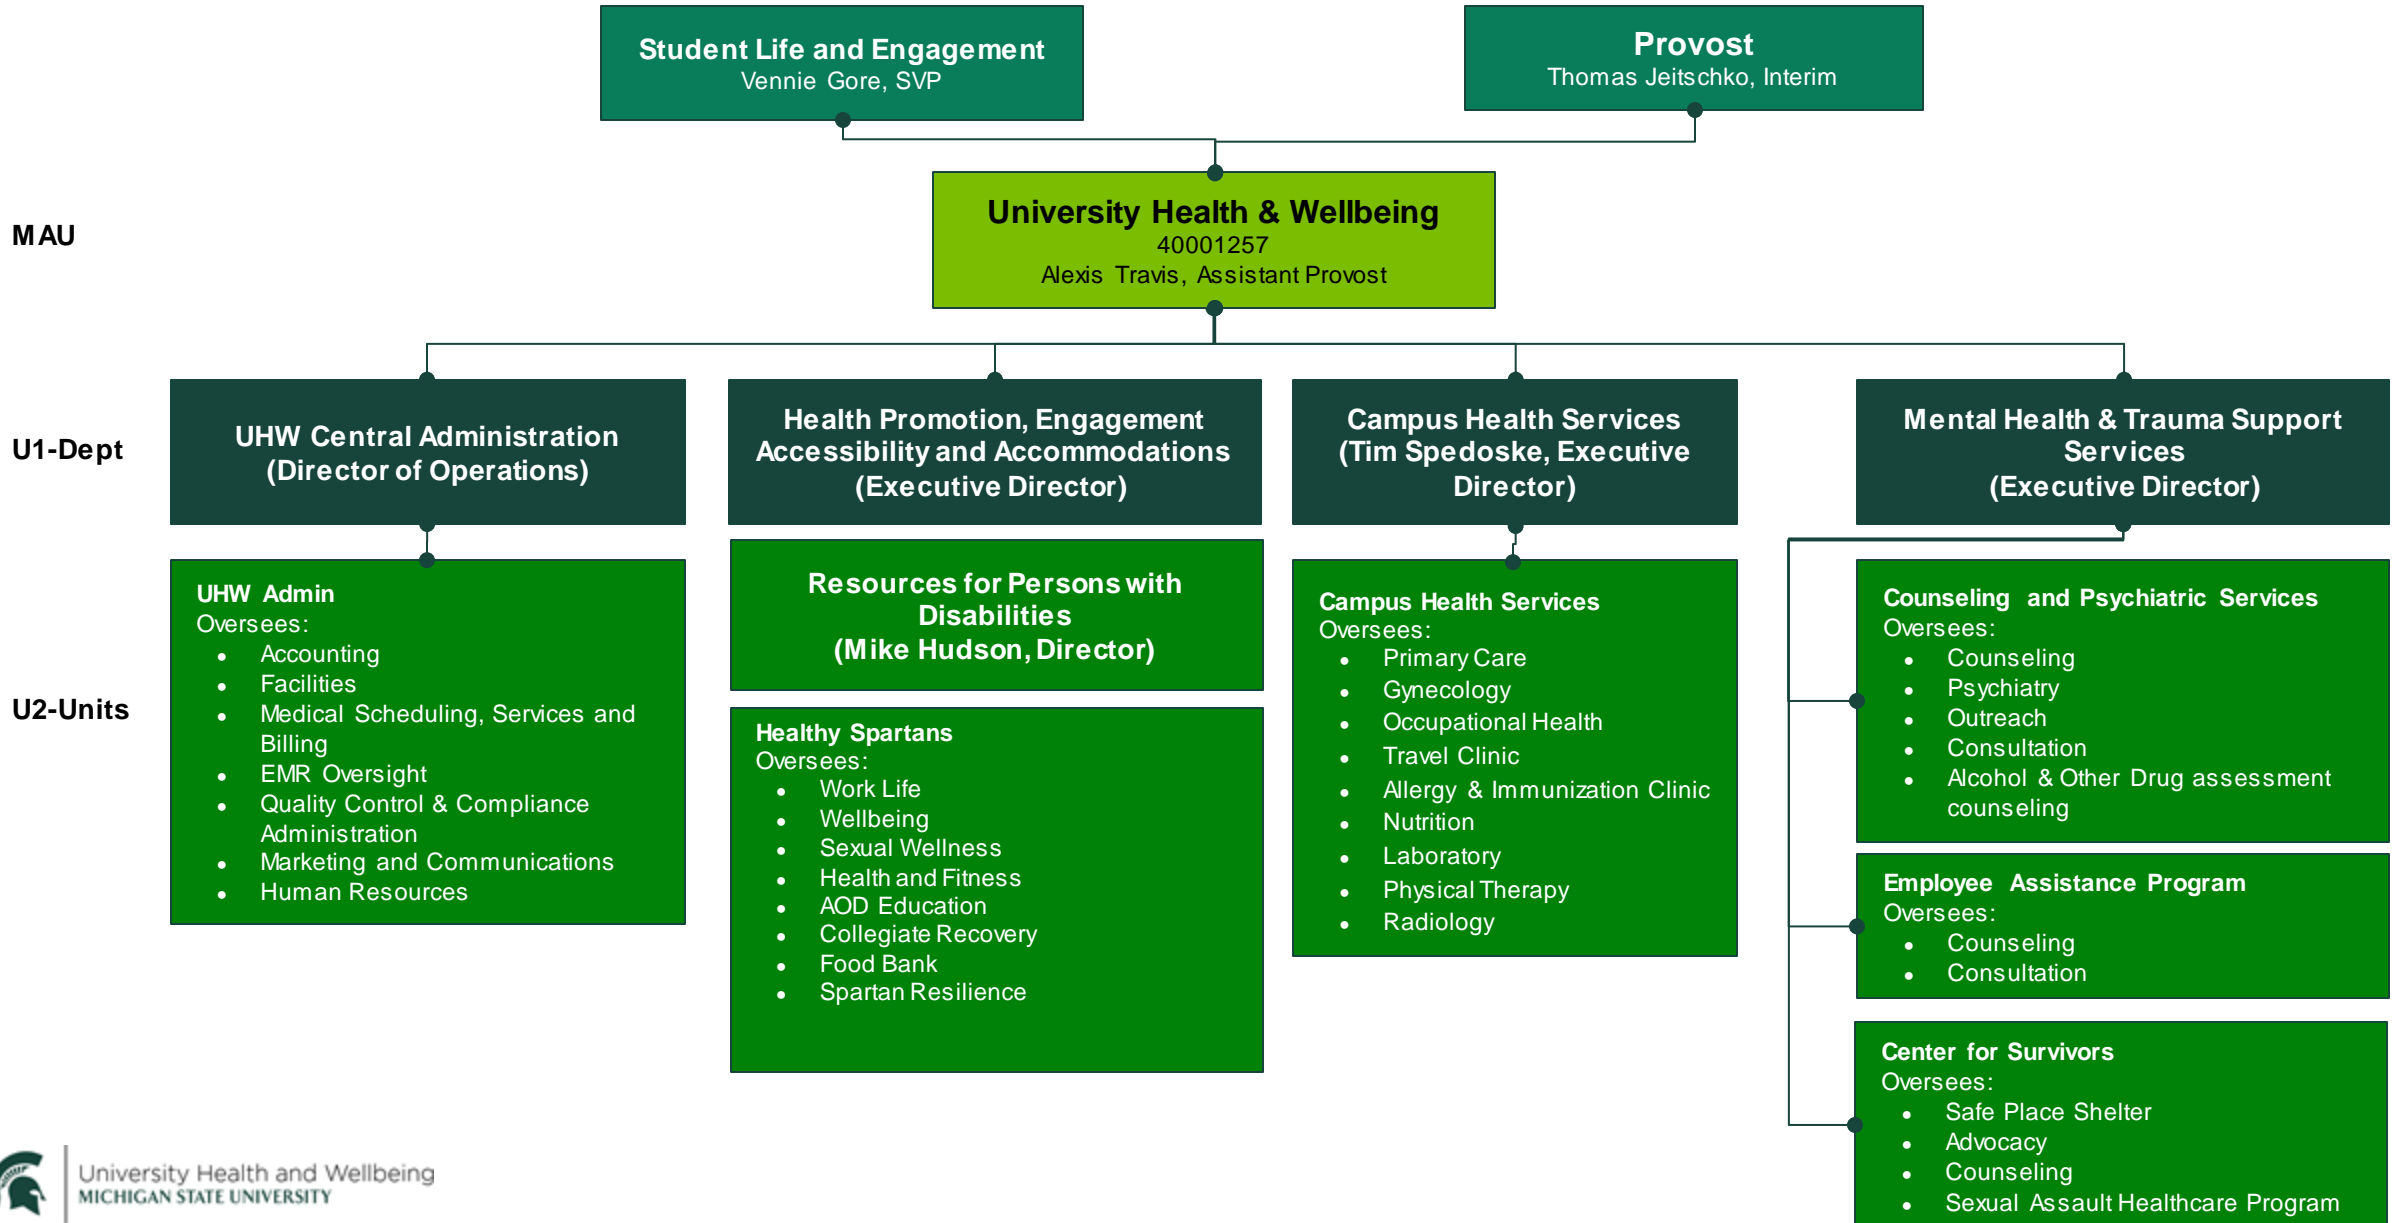 Student Life and Engagement
Vennie Gore, SVP
Provost
Thomas Jeitschko, Interim
MAU
University Health & Wellbeing
40001257
Alexis Travis, Assistant Provost
U1-Dept
UHW Central Administration
(Director of Operations)
Health Promotion, Engagement
Accessibility and Accommodations
(Executive Director)
Campus Health Services
(Tim Spedoske, Executive
Director)
Mental Health & Trauma Support
Services
(Executive Director)
U2-Units
UHW Admin
Oversees:
• Accounting
• Facilities
• Medical Scheduling, Services and
Billing
• EMR Oversight
• Quality Control & Compliance
Administration
• Marketing and Communications
• Human Resources
Resources for Persons with
Disabilities
(Mike Hudson, Director)
Healthy Spartans
Oversees:
• Work Life
• Wellbeing
• Sexual Wellness
• Health and Fitness
• AOD Education
• Collegiate Recovery
• Food Bank
• Spartan Resilience
Campus Health Services
Oversees:
• Primary Care
• Gynecology
• Occupational Health
• Travel Clinic
• Allergy & Immunization Clinic
• Nutrition
• Laboratory
• Physical Therapy
• Radiology
Counseling and Psychiatric Services
Oversees:
• Counseling
• Psychiatry
• Outreach
• Consultation
• Alcohol & Other Drug assessment
counseling
Employee Assistance Program
Oversees:
• Counseling
• Consultation
Center for Survivors
Oversees:
• Safe Place Shelter
• Advocacy
• Counseling
• Sexual Assault Healthcare Program
University Health and Wellbeing
MICHIGAN STATE UNIVERSITY